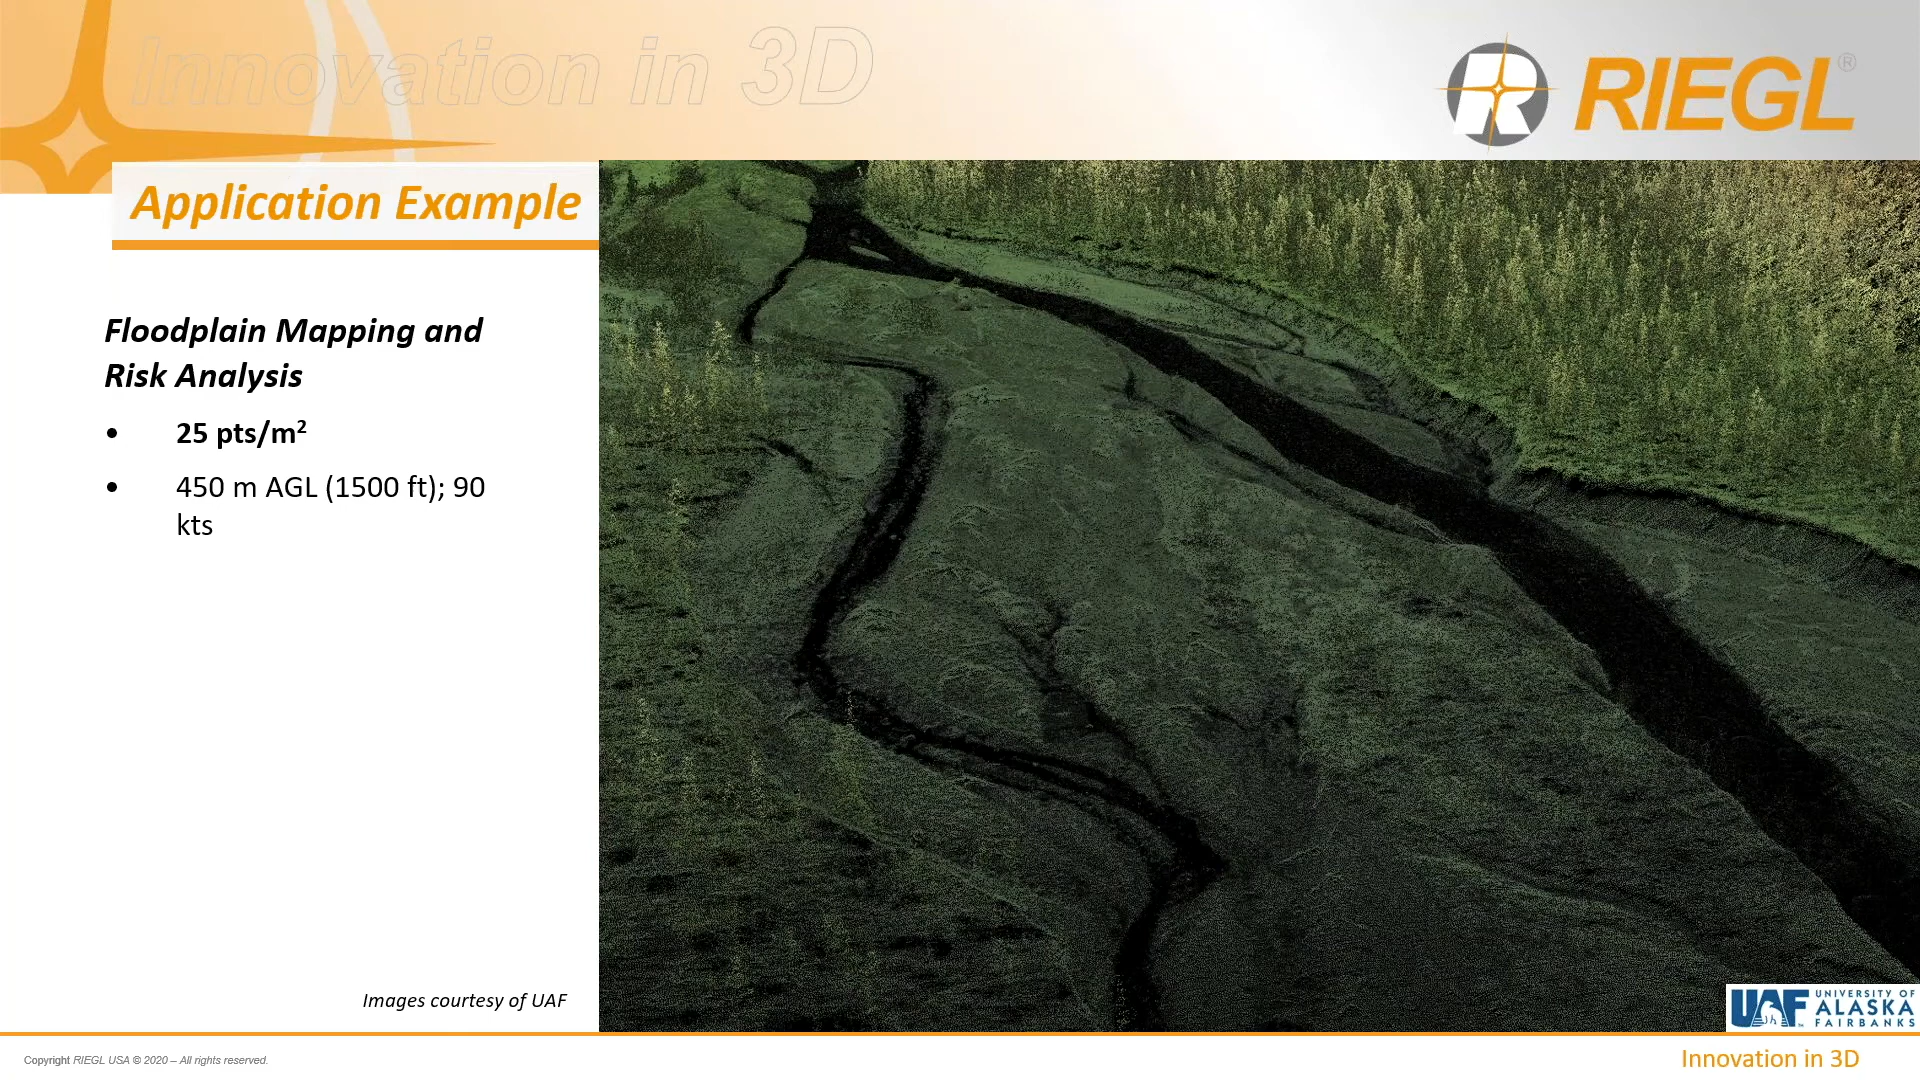 Innovation in 3D
RIEGL®
Application Example
Floodplain Mapping and
Risk Analysis
• 25 pts/m²
• 450 m AGL (1500 ft); 90
kts
Images courtesy of UAF
UAF UNIVERSITY OF
ALASKA
FAIRBANKS
Copyright RIEGL USA © 2020 – All rights reserved.
Innovation in 3D